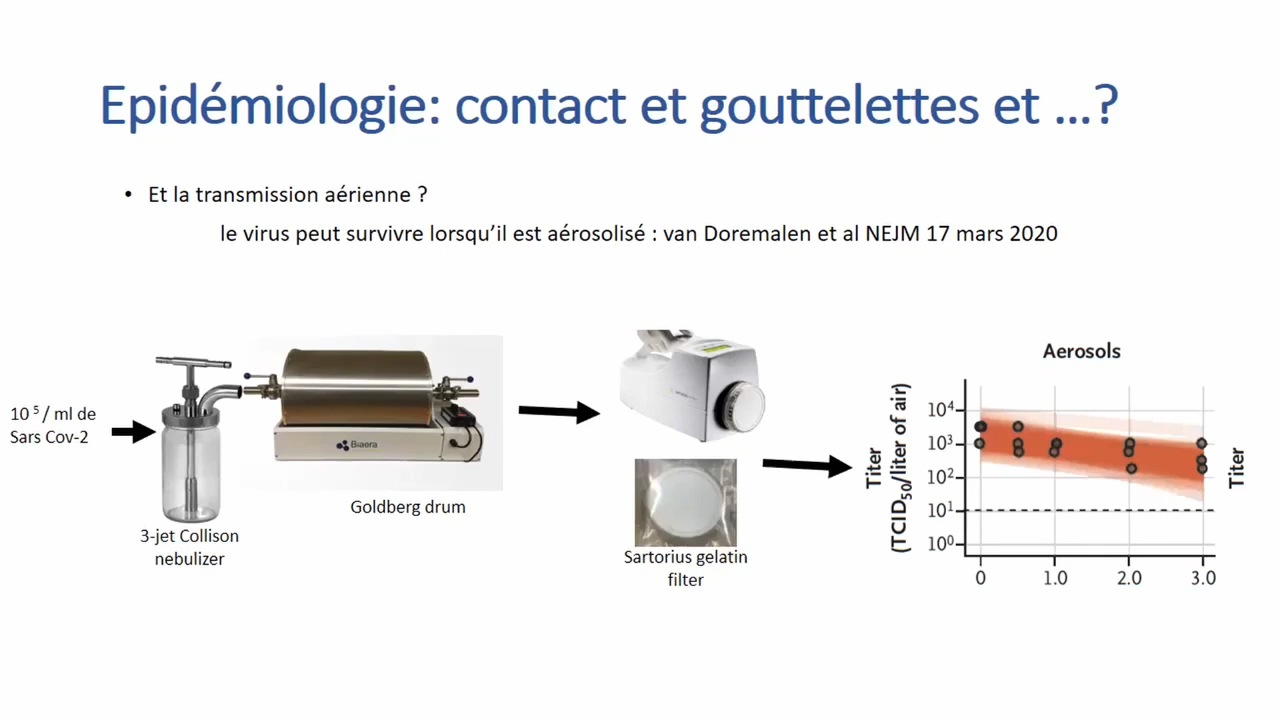 Epidémiologie: contact et gouttelettes et ...?
• Et la transmission aérienne ?
le virus peut survivre lorsqu'il est aérosolisé : van Doremalen et al NEJM 17 mars 2020
10 5 / ml de
Sars Cov-2
3-jet Collison
nebulizer
Biaera
Goldberg drum
Sartorius gelatin
filter
Aerosols
Titer
(TCID50/liter of air)
10⁴
10³
10²
10¹
10⁰
0 1.0 2.0 3.0
Titer